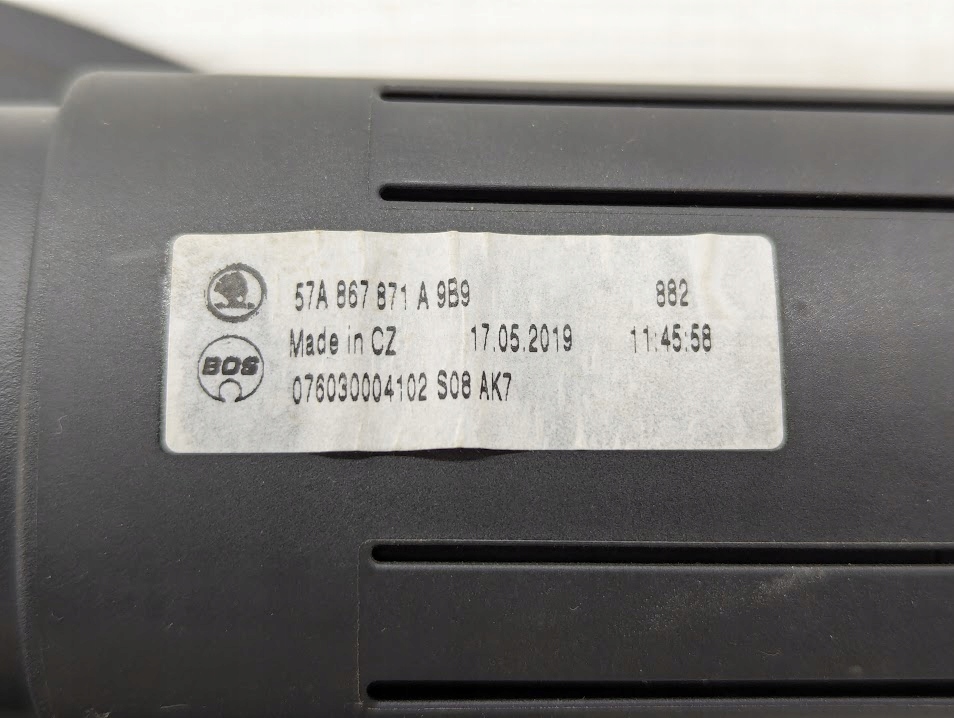 57A 867 871 A 9B9 882
Made in CZ 17.05.2019 11:45:58
BOS
076030004102 S08 AK7